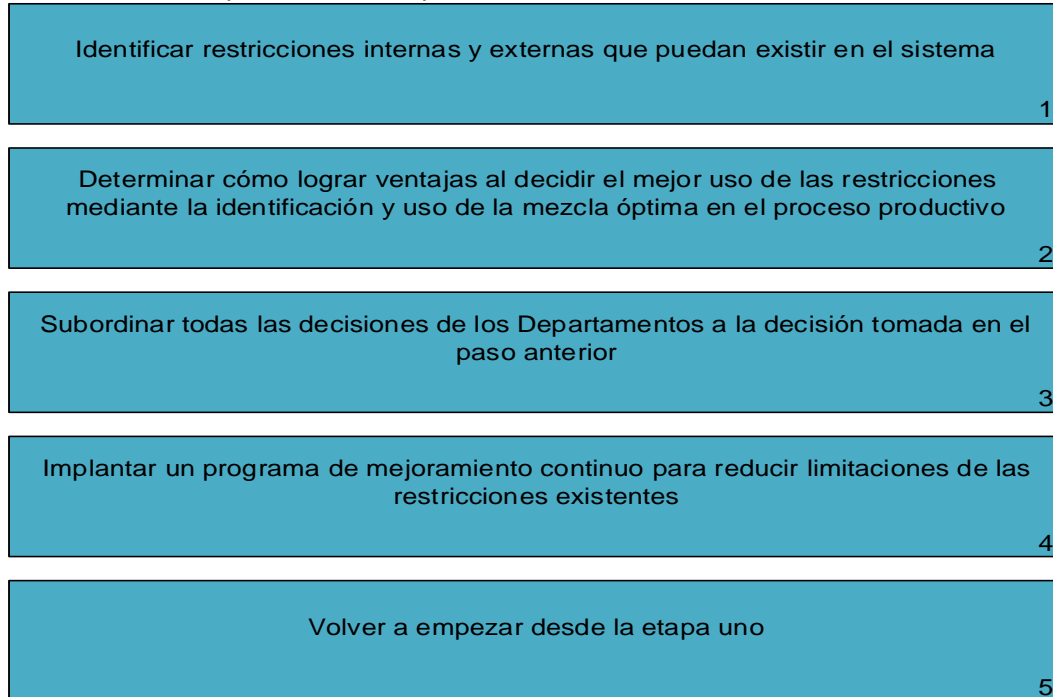 Identificar restricciones internas y externas que puedan existir en el sistema
1
Determinar cómo lograr ventajas al decidir el mejor uso de las restricciones
mediante la identificación y uso de la mezcla óptima en el proceso productivo
2
Subordinar todas las decisiones de los Departamentos a la decisión tomada en el
paso anterior
3
Implantar un programa de mejoramiento continuo para reducir limitaciones de las
restricciones existentes
4
Volver a empezar desde la etapa uno
5